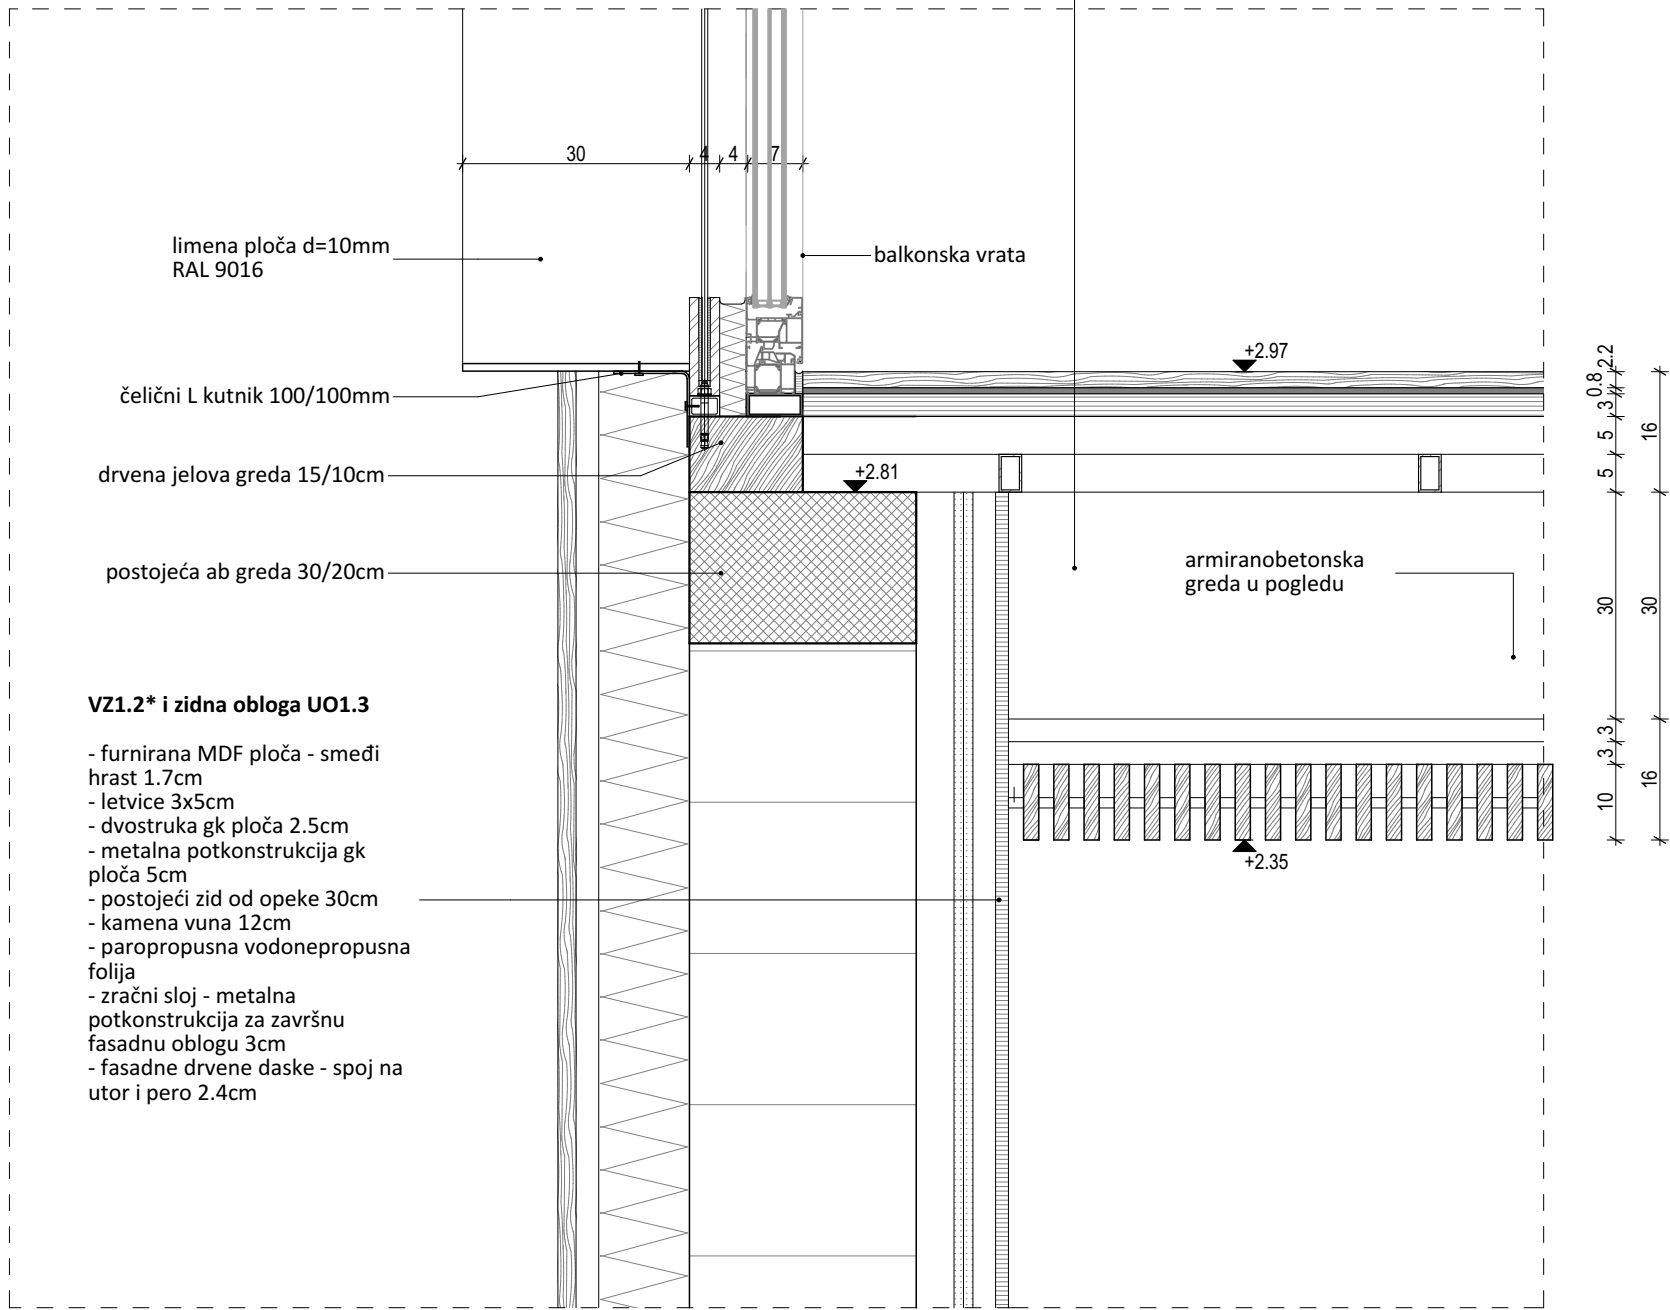 30
4
4
7
limena ploča d=10mm
RAL 9016
balkonska vrata
+2.97
čelični L kutnik 100/100mm
drvena jelova greda 15/10cm
+2.81
postojeća ab greda 30/20cm
armiranobetonska
greda u pogledu
VZ1.2* i zidna obloga UO1.3
- furnirana MDF ploča - smeđi
hrast 1.7cm
- letvice 3x5cm
- dvostruka gk ploča 2.5cm
- metalna potkonstrukcija gk
ploča 5cm
- postojeći zid od opeke 30cm
- kamena vuna 12cm
- paropropusna vodonepropusna
folija
- zračni sloj - metalna
potkonstrukcija za završnu
fasadnu oblogu 3cm
- fasadne drvene daske - spoj na
utor i pero 2.4cm
+2.35
2.2
0.8
3
5
5
30
3
3
10
16
30
16